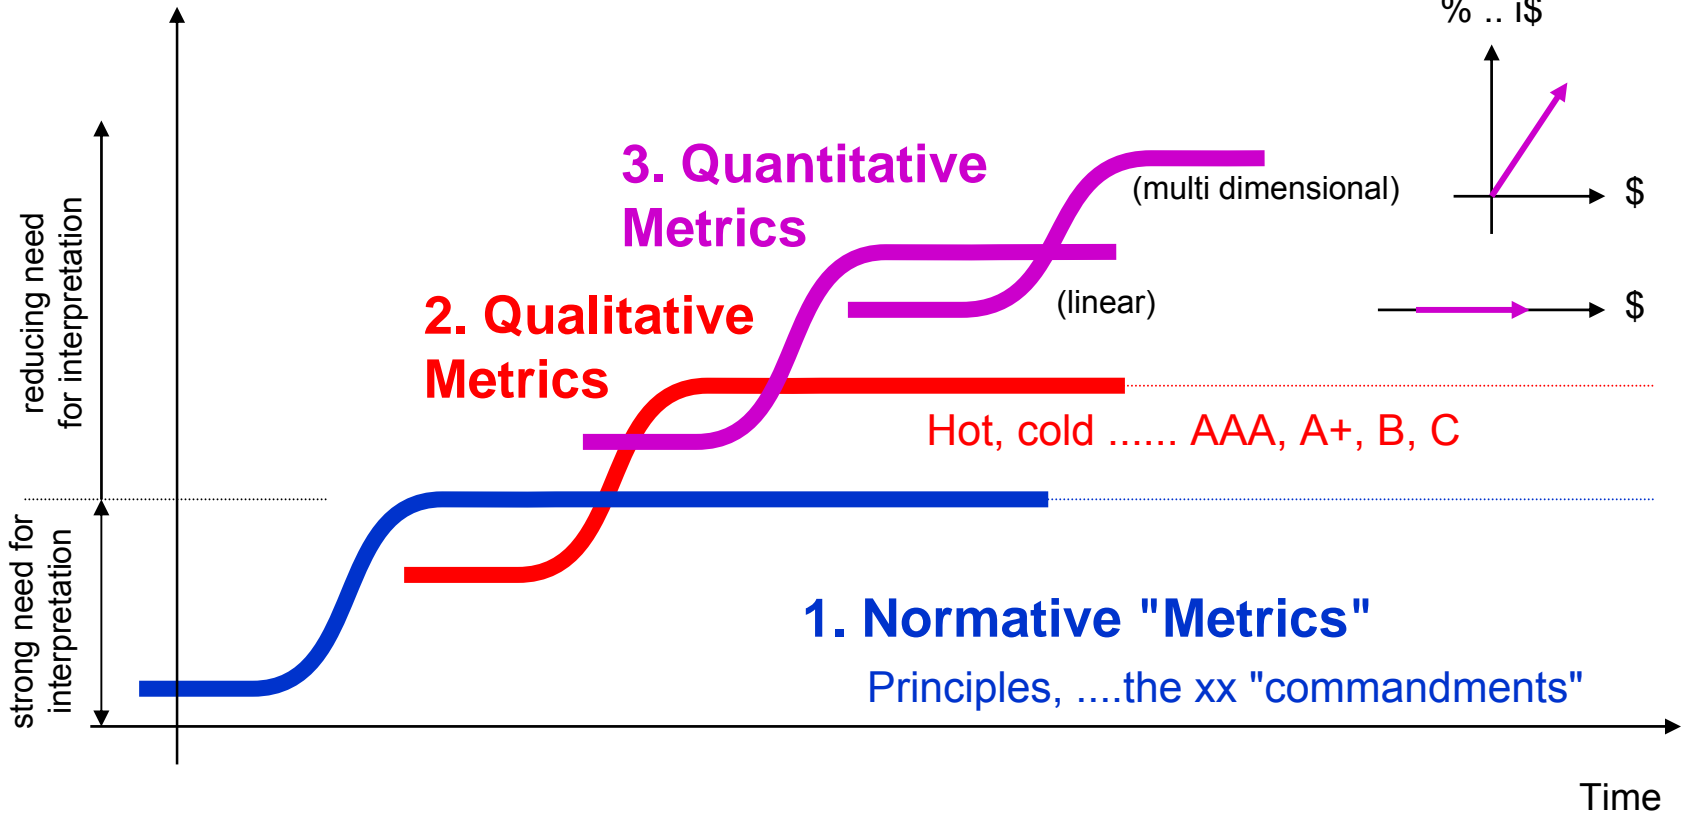 % .. i$
3. Quantitative
Metrics
(multi dimensional)
$
reducing need
for interpretation
2. Qualitative
Metrics
(linear)
$
Hot, cold ...... AAA, A+, B, C
strong need for
interpretation
1. Normative "Metrics"
Principles, ....the xx "commandments"
Time